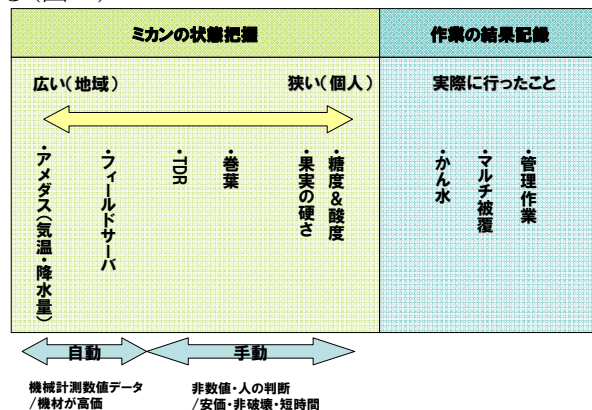 ミカンの状態把握
作業の結果記録
広い(地域)
狭い(個人)
実際に行ったこと
・アメダス(気温・降水量)
・フィールドサーバ
・TDR
・巻葉
・果実の硬さ
・糖度&酸度
・かん水
・マルチ被覆
・管理作業
自動
手動
機械計測数値データ
/機材が高価
非数値・人の判断
/安価・非破壊・短時間